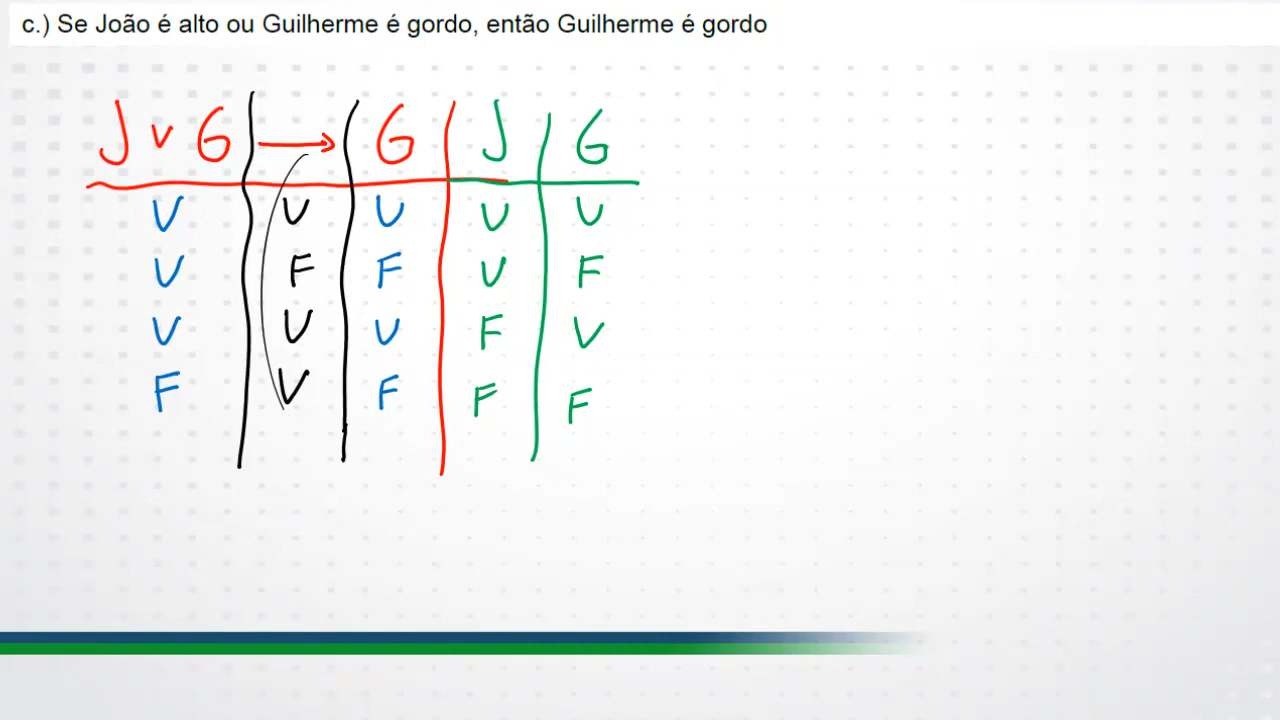 c.) Se João é alto ou Guilherme é gordo, então Guilherme é gordo
J v G → G J G
V V V V V
V F F V F
V V V F V
F V F F F